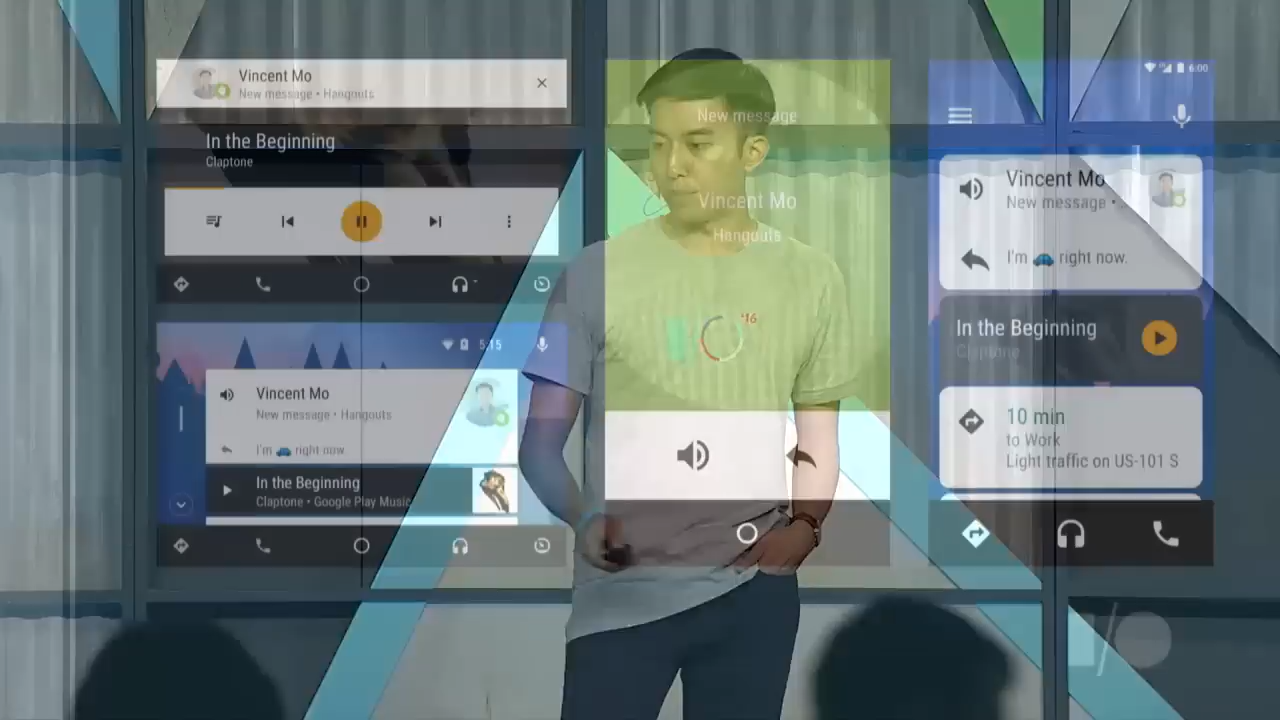 Vincent Mo
New message • Hangouts
In the Beginning
Claptone
5:15
Vincent Mo
New message • Hangouts
I'm 🚗 right now.
In the Beginning
Claptone • Google Play Music
New message
Vincent Mo
Hangouts
'16
6:00
Vincent Mo
New message •
I'm 🚗 right now.
In the Beginning
Claptone
10 min
to Work
Light traffic on US-101 S
I/O